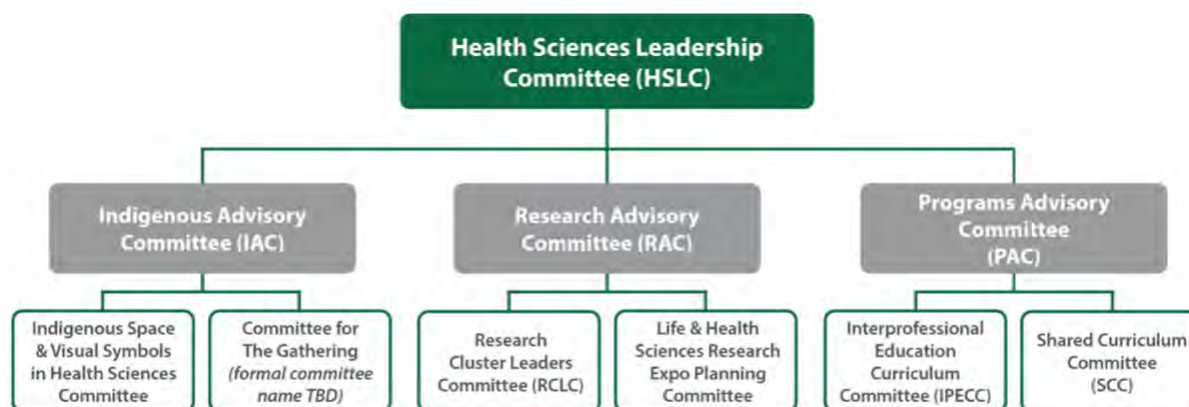 Health Sciences Leadership
Committee (HSLC)
Indigenous Advisory
Committee (IAC)
Research Advisory
Committee (RAC)
Programs Advisory
Committee
(PAC)
Indigenous Space
& Visual Symbols
in Health Sciences
Committee
Committee for
The Gathering
(formal committee
name TBD)
Research
Cluster Leaders
Committee (RCLC)
Life & Health
Sciences Research
Expo Planning
Committee
Interprofessional
Education
Curriculum
Committee (IPECC)
Shared Curriculum
Committee
(SCC)